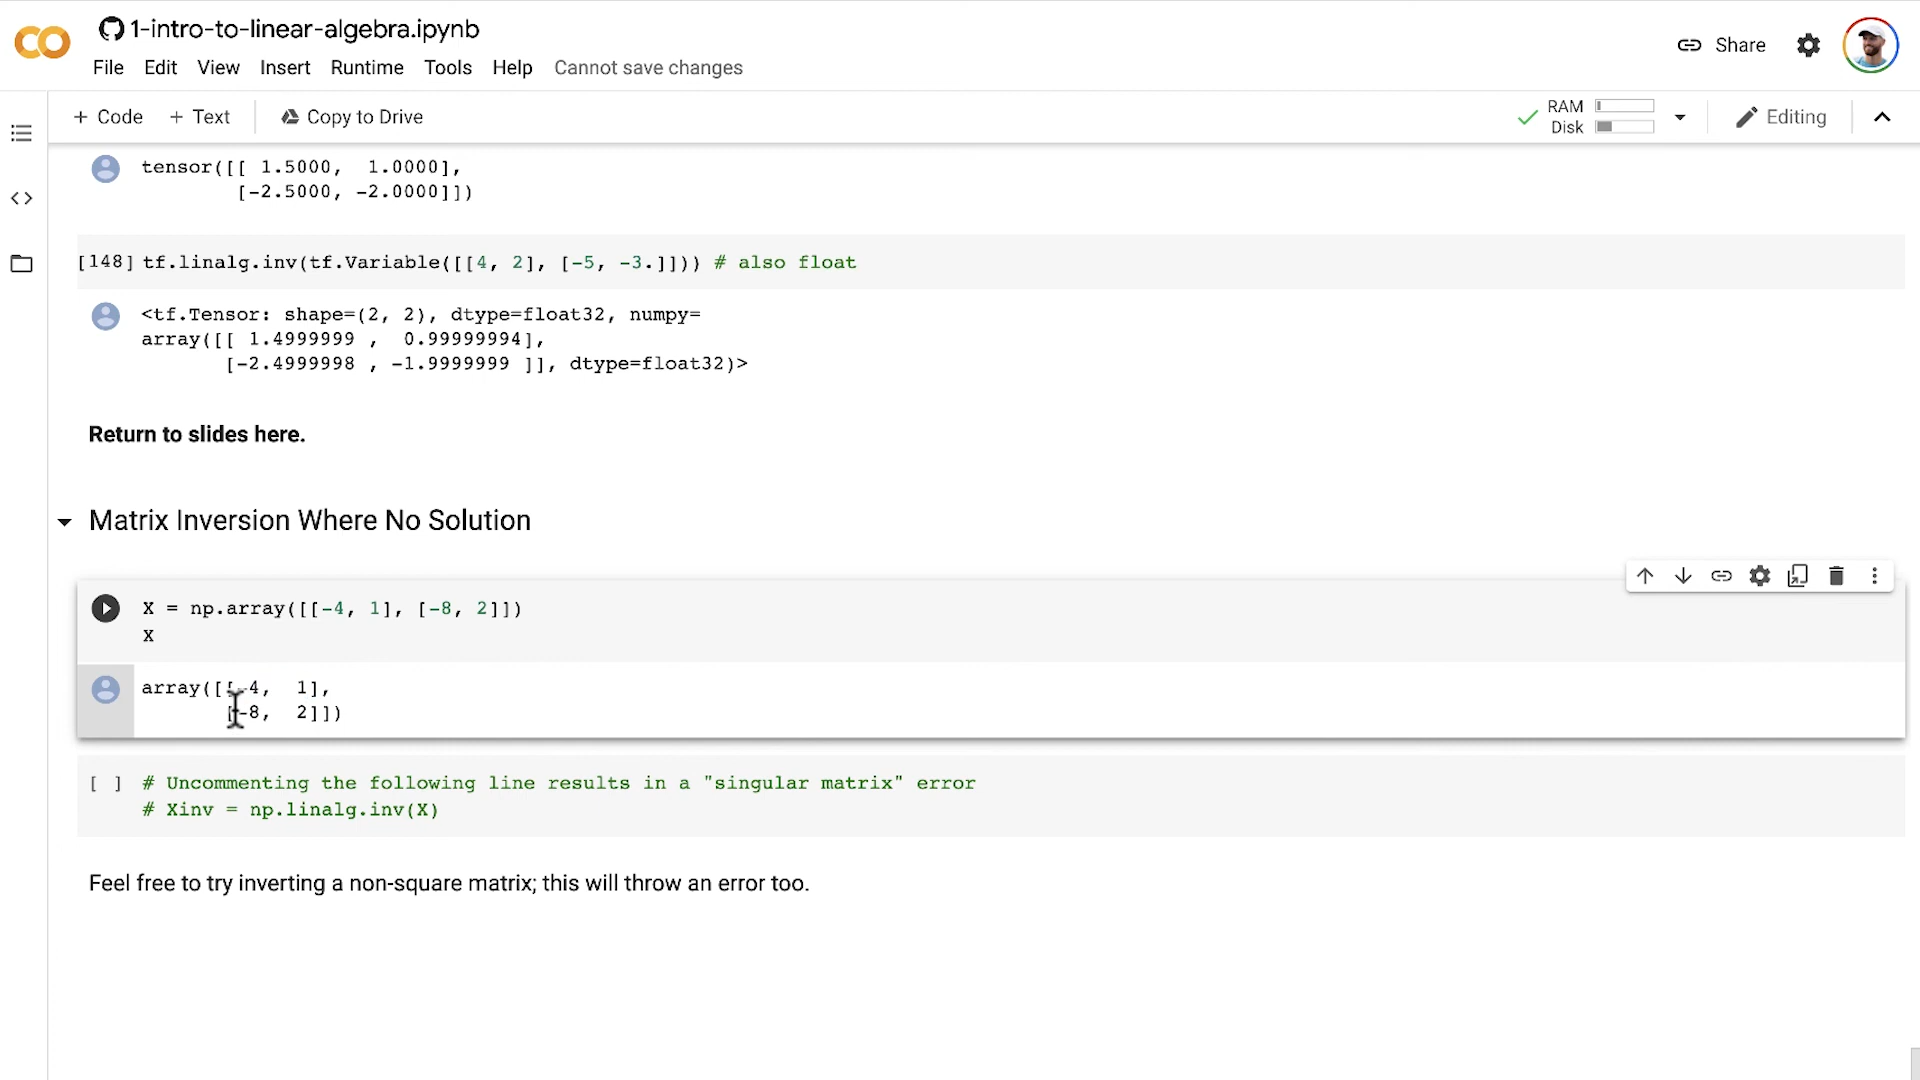 1-intro-to-linear-algebra.ipynb
File Edit View Insert Runtime Tools Help Cannot save changes
Share
+ Code + Text Copy to Drive
RAM
Disk
Editing
tensor([[ 1.5000,  1.0000],
        [-2.5000, -2.0000]])
[148] tf.linalg.inv(tf.Variable([[4, 2], [-5, -3.]])) # also float
<tf.Tensor: shape=(2, 2), dtype=float32, numpy=
array([[ 1.4999999 ,  0.99999994],
       [-2.4999998 , -1.9999999 ]], dtype=float32)>
Return to slides here.
Matrix Inversion Where No Solution
X = np.array([[-4, 1], [-8, 2]])
X
array([[-4,  1],
       [-8,  2]])
[ ] # Uncommenting the following line results in a "singular matrix" error
# Xinv = np.linalg.inv(X)
Feel free to try inverting a non-square matrix; this will throw an error too.